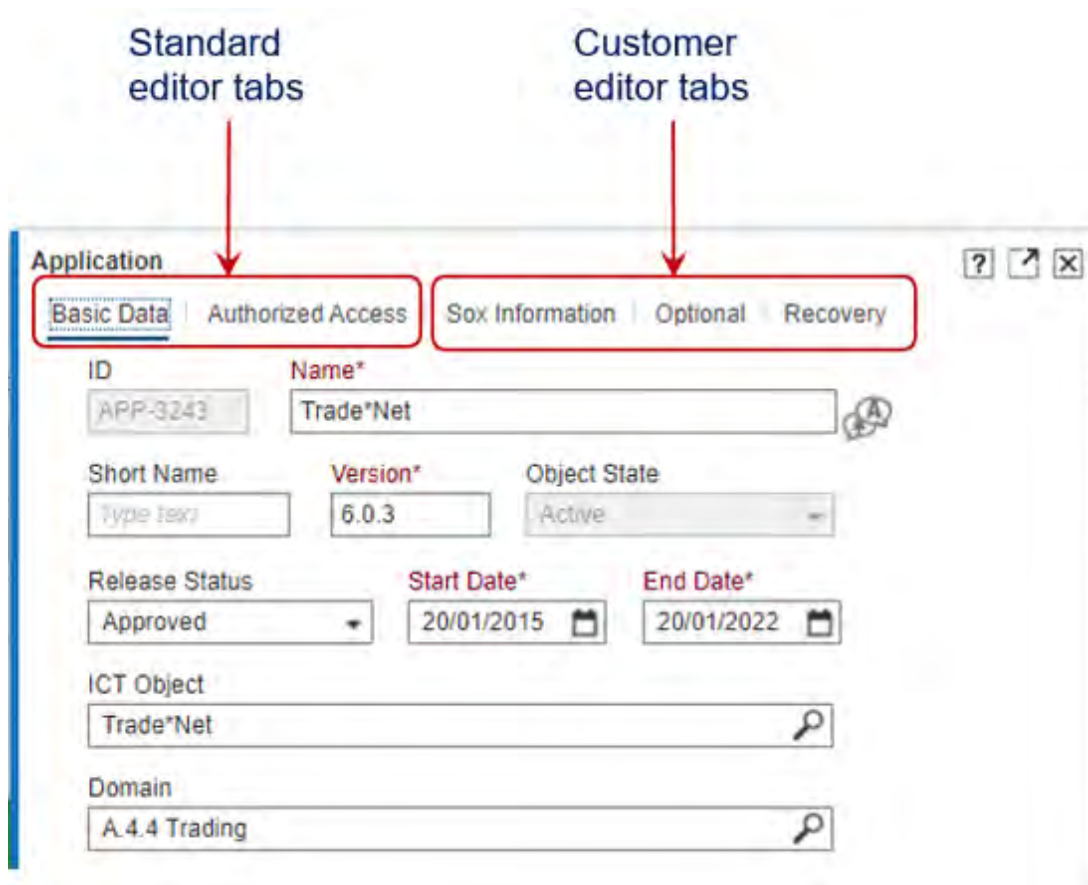 Standard
editor tabs
Customer
editor tabs
Application
?
Basic Data Authorized Access Sox Information Optional Recovery
ID Name*
APP-3243 Trade*Net
A
Short Name Version* Object State
Type text 6.0.3 Active
Release Status Start Date* End Date*
Approved 20/01/2015 20/01/2022
ICT Object
Trade*Net
Domain
A.4.4 Trading